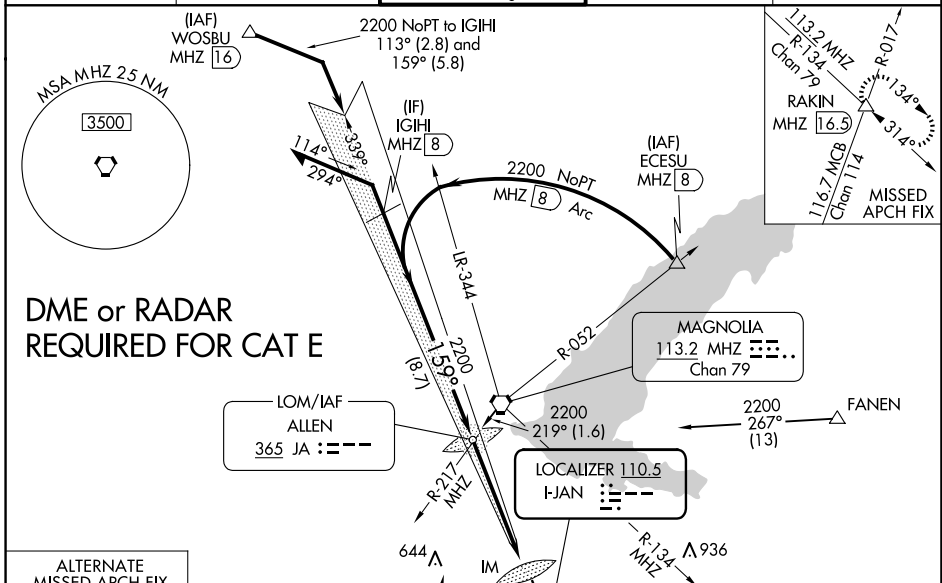 (IAF)
WOSBU
MHZ 16
2200 NoPT to IGIHI
113° (2.8) and
159° (5.8)
MSA MHZ 25 NM
3500
(IF)
IGIHI
MHZ 8
339°
114°
294°
2200 NoPT
MHZ 8 Arc
(IAF)
ECESU
MHZ 8
113.2 MHZ
R-134
Chan 79
R-017
134°
314°
RAKIN
MHZ 16.5
116.7 MCB
Chan 114
MISSED
APCH FIX
DME or RADAR
REQUIRED FOR CAT E
LR-344
R-052
2200
159°
(8.7)
MAGNOLIA
113.2 MHZ
Chan 79
LOM/IAF
ALLEN
365 JA
2200
219° (1.6)
2200
267°
(13)
FANEN
R-217
MHZ
LOCALIZER 110.5
I-JAN
644
IM
R-134
MHZ
936
ALTERNATE
MISSED APCH FIX